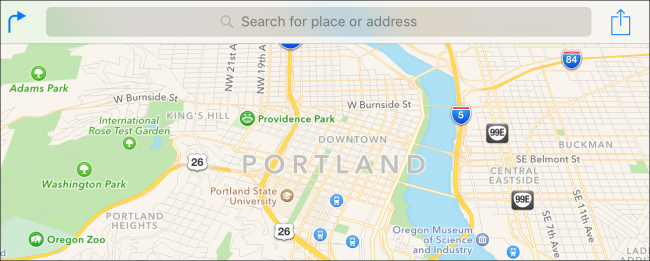 Search for place or address
NW 21st A
NW 19th A
84
Adams Park
W Burnside St
W Burnside St
5
KING'S HILL
Providence Park
International
Rose Test Garden
DOWNTOWN
99E
BUCKMAN
26
PORTLAND
SE Belmont St
Washington Park
Portland State
University
CENTRAL
EASTSIDE
99E
PORTLAND
HEIGHTS
26
SE 7th Ave
SE 11th Ave
Oregon Zoo
Oregon Museum
of Science
and Industry
LAD
ADDITI